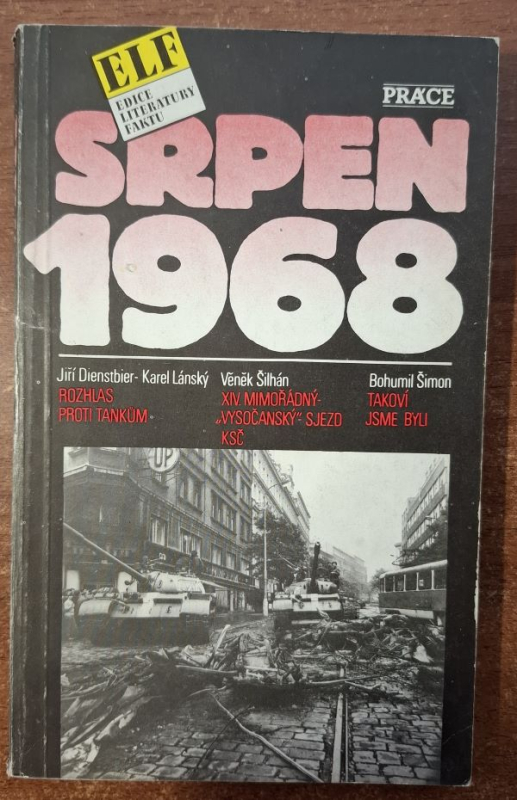 ELF
EDICE
LITERATURY
FAKTU
PRÁCE
SRPEN
1968
Jiří Dienstbier - Karel Lánský
ROZHLAS
PROTI TANKŮM
Věněk Šilhán
XIV MIMOŘÁDNÝ-
„VYSOČANSKÝ" SJEZD
KSČ
Bohumil Šimon
TAKOVÍ
JSME BYLI
UP